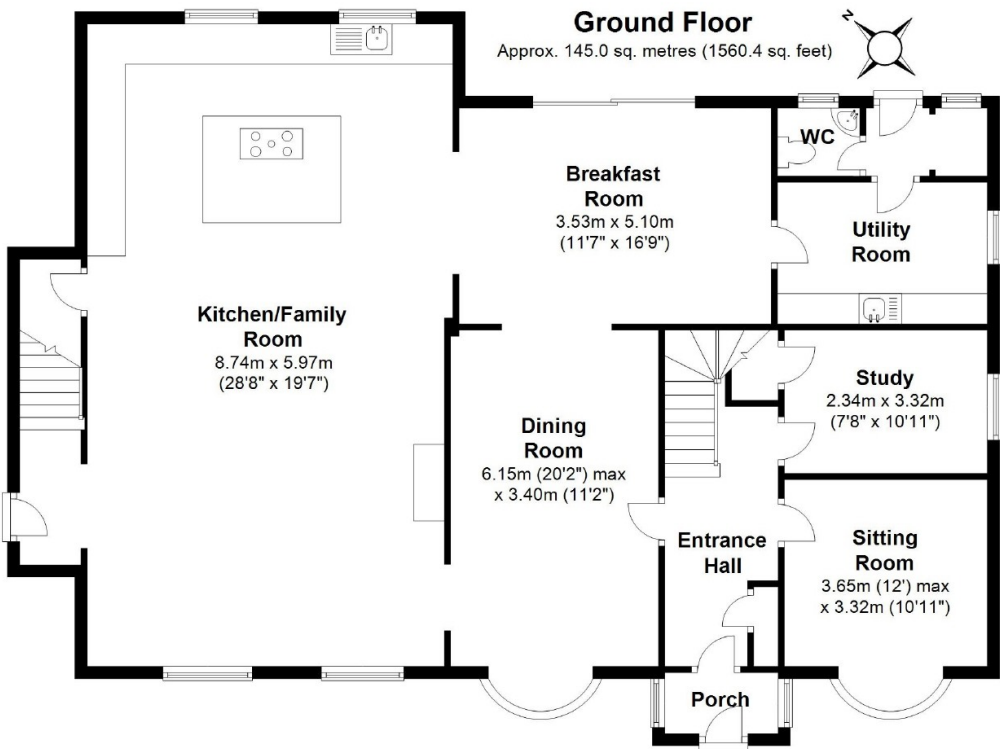 Ground Floor
Approx. 145.0 sq. metres (1560.4 sq. feet)
N
WC
Breakfast
Room
3.53m x 5.10m
(11'7" x 16'9")
Utility
Room
Kitchen/Family
Room
8.74m x 5.97m
(28'8" x 19'7")
Study
2.34m x 3.32m
(7'8" x 10'11")
Dining
Room
6.15m (20'2") max
x 3.40m (11'2")
Entrance
Hall
Sitting
Room
3.65m (12') max
x 3.32m (10'11")
Porch